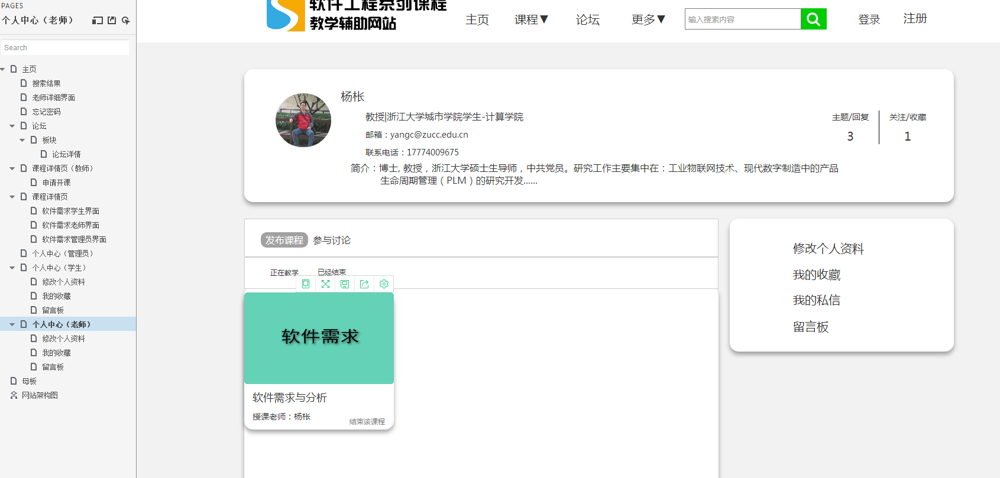 PAGES
个人中心（老师）
Search
主页
搜索结果
老师详细界面
忘记密码
论坛
板块
论坛详情
课程详情页（教师）
申请开课
课程详情页
软件需求学生界面
软件需求老师界面
软件需求管理员界面
个人中心（管理员）
个人中心（学生）
修改个人资料
我的收藏
留言板
个人中心（老师）
修改个人资料
我的收藏
留言板
母板
网站架构图
软件工程系列课程
教学辅助网站
主页
课程▼
论坛
更多▼
输入搜索内容
登录
注册
杨枨
教授|浙江大学城市学院学生-计算学院
邮箱：yangc@zucc.edu.cn
联系电话：17774009675
简介：博士, 教授，浙江大学硕士生导师，中共党员。研究工作主要集中在：工业物联网技术、现代数字制造中的产品
生命周期管理（PLM）的研究开发......
主题/回复
3
关注/收藏
1
发布课程 参与讨论
正在教学 已经结束
软件需求
软件需求与分析
授课老师：杨枨
结束该课程
修改个人资料
我的收藏
我的私信
留言板